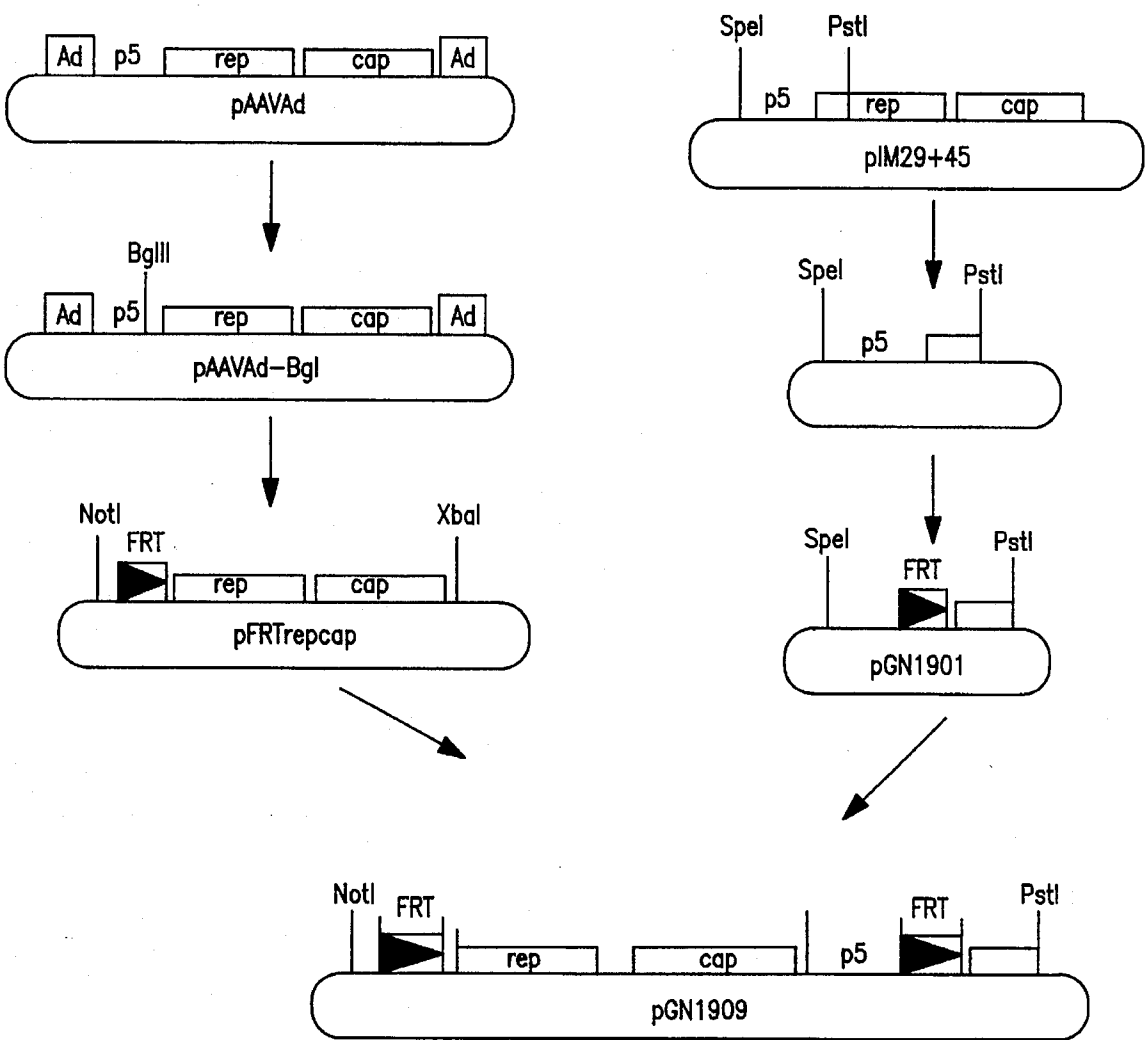 Ad p5 rep cap Ad
pAAVAd
BglII
Ad p5 rep cap Ad
pAAVAd-Bgl
NotI XbaI
FRT
rep cap
pFRTrepcap
SpeI PstI
p5 rep cap
pIM29+45
SpeI PstI
p5
SpeI PstI
FRT
pGN1901
NotI FRT FRT PstI
rep cap p5
pGN1909